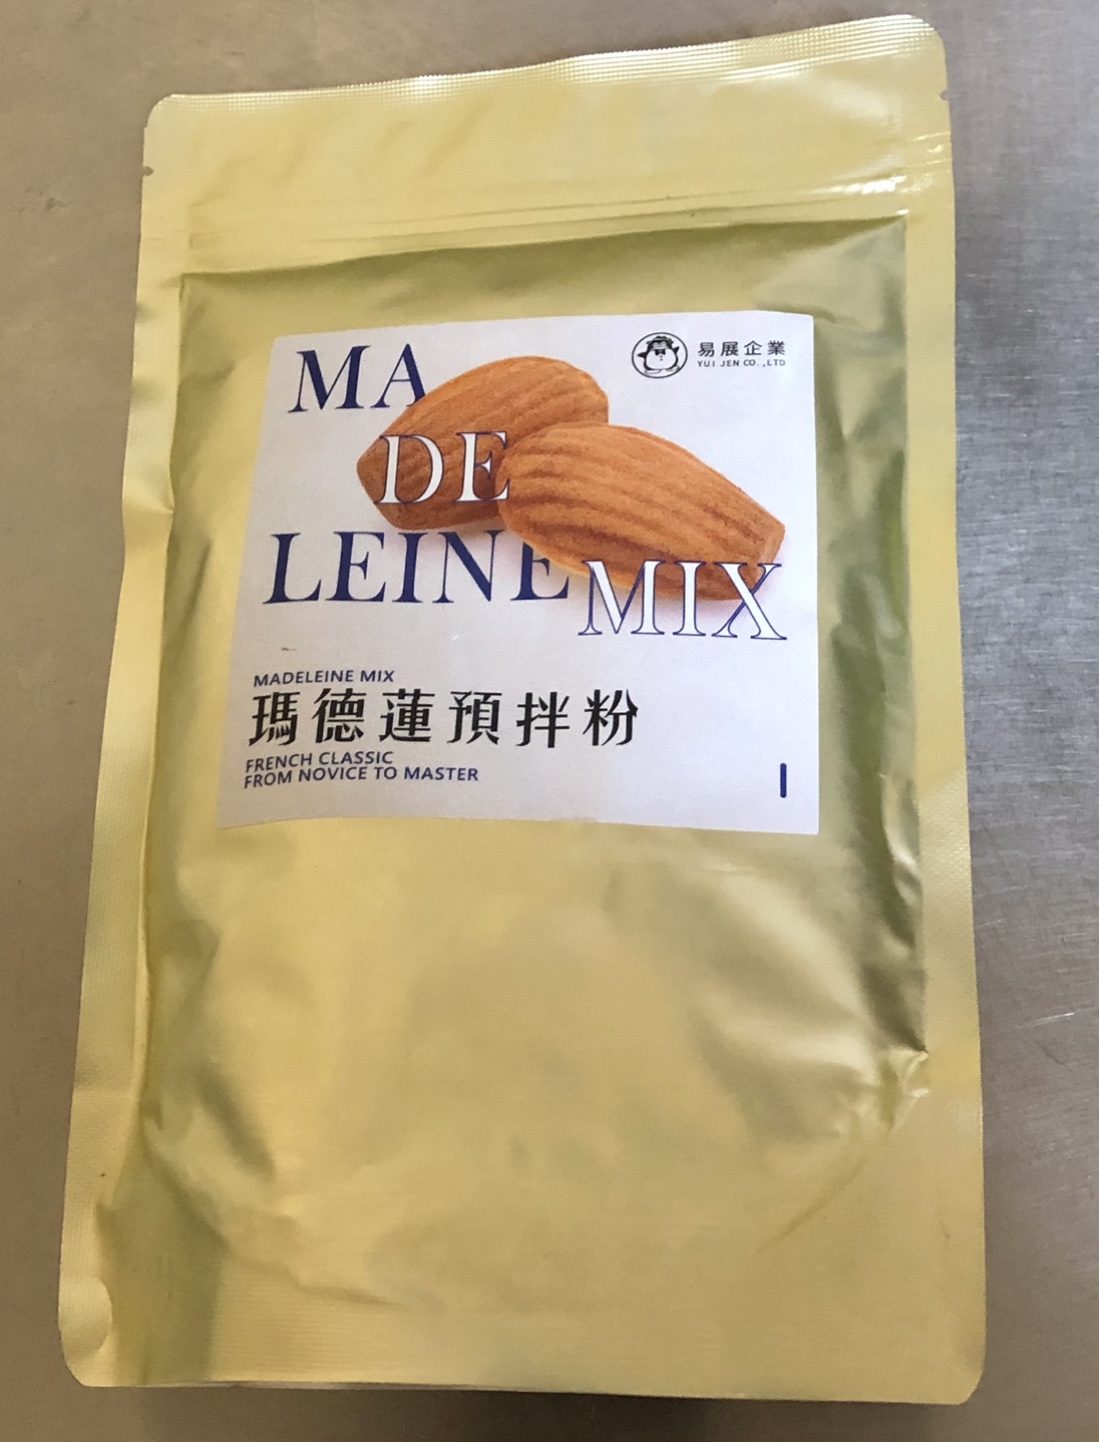 易展企業
YUI JEN CO.,LTD
MA
DE
LEINE
MIX
MADELEINE MIX
瑪德蓮預拌粉
FRENCH CLASSIC
FROM NOVICE TO MASTER